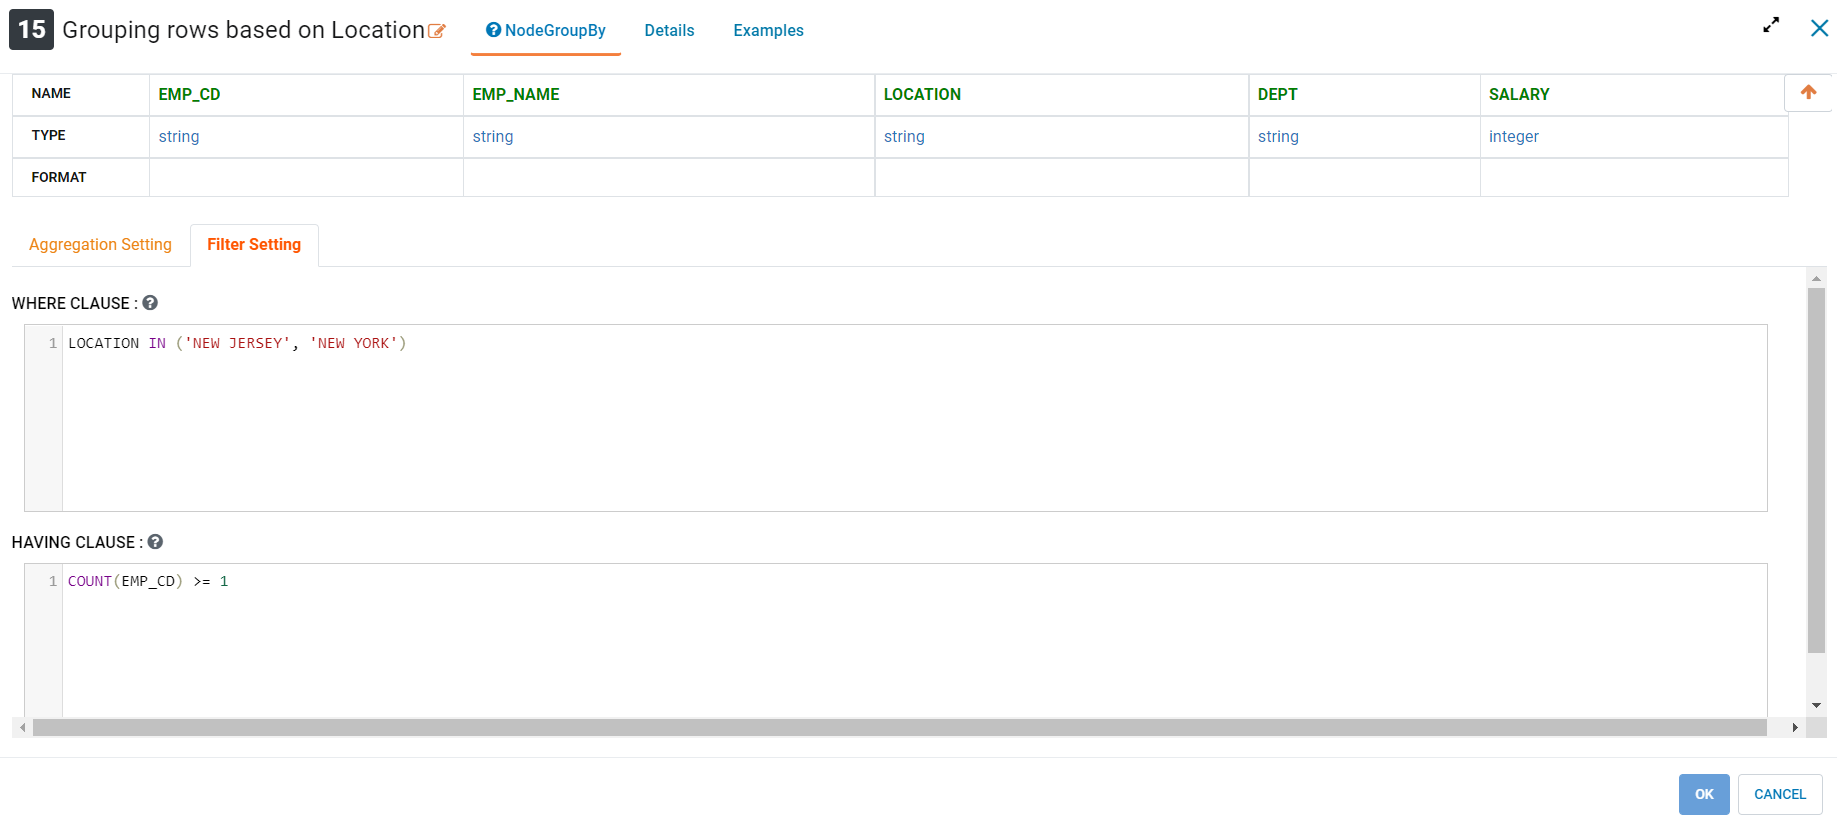 15 Grouping rows based on Location NodeGroupBy Details Examples
NAME EMP_CD EMP_NAME LOCATION DEPT SALARY
TYPE string string string string integer
FORMAT
Aggregation Setting Filter Setting
WHERE CLAUSE :
1 LOCATION IN ('NEW JERSEY', 'NEW YORK')
HAVING CLAUSE :
1 COUNT(EMP_CD) >= 1
OK CANCEL